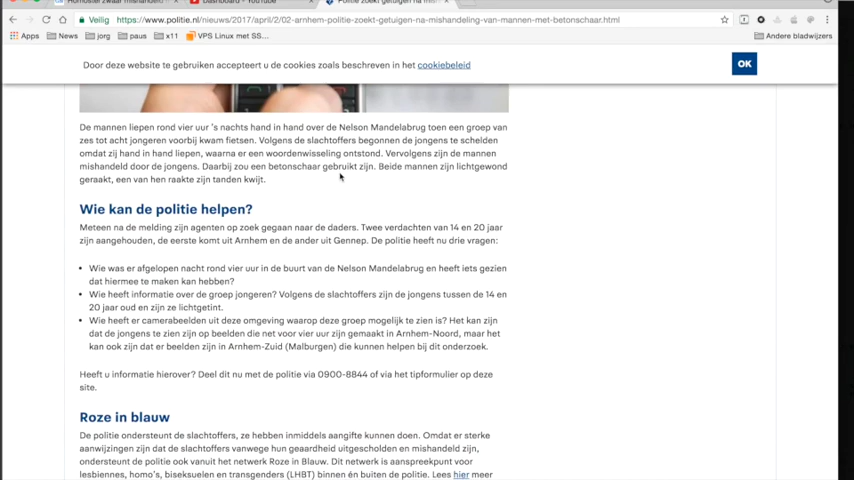 Homostel zwaar mishandeld
Dashboard - YouTube
Politie zoekt getuigen na mi
Veilig https://www.politie.nl/nieuws/2017/april/2/02-arnhem-politie-zoekt-getuigen-na-mishandeling-van-mannen-met-betonschaar.html
Apps News jorg paus x11 VPS Linux met SS... Andere bladwijzers
Door deze website te gebruiken accepteert u de cookies zoals beschreven in het cookiebeleid OK
De mannen liepen rond vier uur 's nachts hand in hand over de Nelson Mandelabrug toen een groep van
zes tot acht jongeren voorbij kwam fietsen. Volgens de slachtoffers begonnen de jongens te schelden
omdat zij hand in hand liepen, waarna er een woordenwisseling ontstond. Vervolgens zijn de mannen
mishandeld door de jongens. Daarbij zou een betonschaar gebruikt zijn. Beide mannen zijn lichtgewond
geraakt, een van hen raakte zijn tanden kwijt.
Wie kan de politie helpen?
Meteen na de melding zijn agenten op zoek gegaan naar de daders. Twee verdachten van 14 en 20 jaar
zijn aangehouden, de eerste komt uit Arnhem en de ander uit Gennep. De politie heeft nu drie vragen:
Wie was er afgelopen nacht rond vier uur in de buurt van de Nelson Mandelabrug en heeft iets gezien
dat hiermee te maken kan hebben?
Wie heeft informatie over de groep jongeren? Volgens de slachtoffers zijn de jongens tussen de 14 en
20 jaar oud en zijn ze lichtgetint.
Wie heeft er camerabeelden uit deze omgeving waarop deze groep mogelijk te zien is? Het kan zijn
dat de jongens te zien zijn op beelden die net voor vier uur zijn gemaakt in Arnhem-Noord, maar het
kan ook zijn dat er beelden zijn in Arnhem-Zuid (Malburgen) die kunnen helpen bij dit onderzoek.
Heeft u informatie hierover? Deel dit nu met de politie via 0900-8844 of via het tipformulier op deze
site.
Roze in blauw
De politie ondersteunt de slachtoffers, ze hebben inmiddels aangifte kunnen doen. Omdat er sterke
aanwijzingen zijn dat de slachtoffers vanwege hun geaardheid uitgescholden en mishandeld zijn,
ondersteunt de politie ook vanuit het netwerk Roze in Blauw. Dit netwerk is aanspreekpunt voor
lesbiennes, homo's, biseksuelen en transgenders (LHBT) binnen én buiten de politie. Lees hier meer